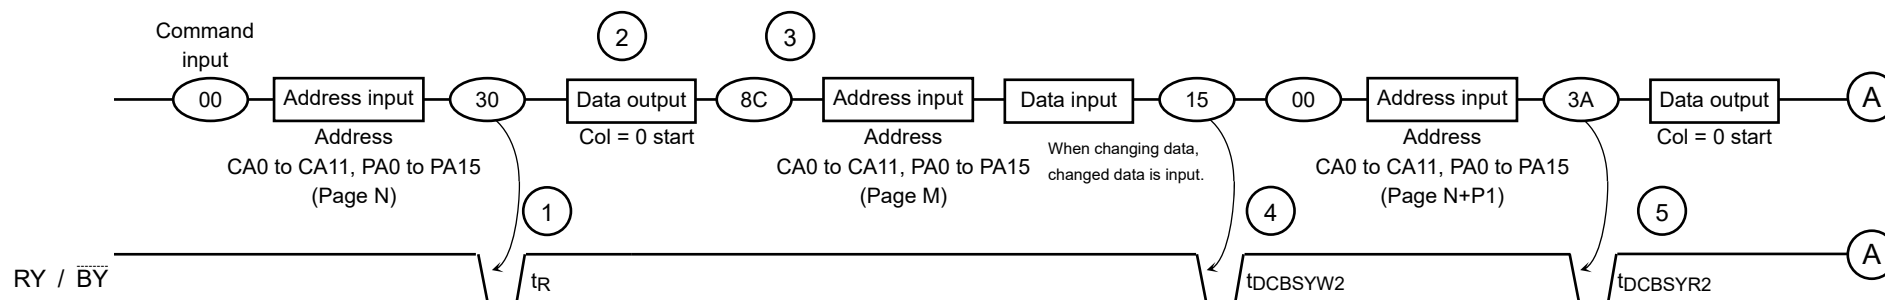 Command
input
2
3
00
Address input
30
Data output
8C
Address input
Data input
15
00
Address input
3A
Data output
A
Address
CA0 to CA11, PA0 to PA15
(Page N)
Col = 0 start
Address
CA0 to CA11, PA0 to PA15
(Page M)
When changing data,
changed data is input.
Address
CA0 to CA11, PA0 to PA15
(Page N+P1)
Col = 0 start
1
4
5
RY / BY
tR
tDCBSYW2
tDCBSYR2
A